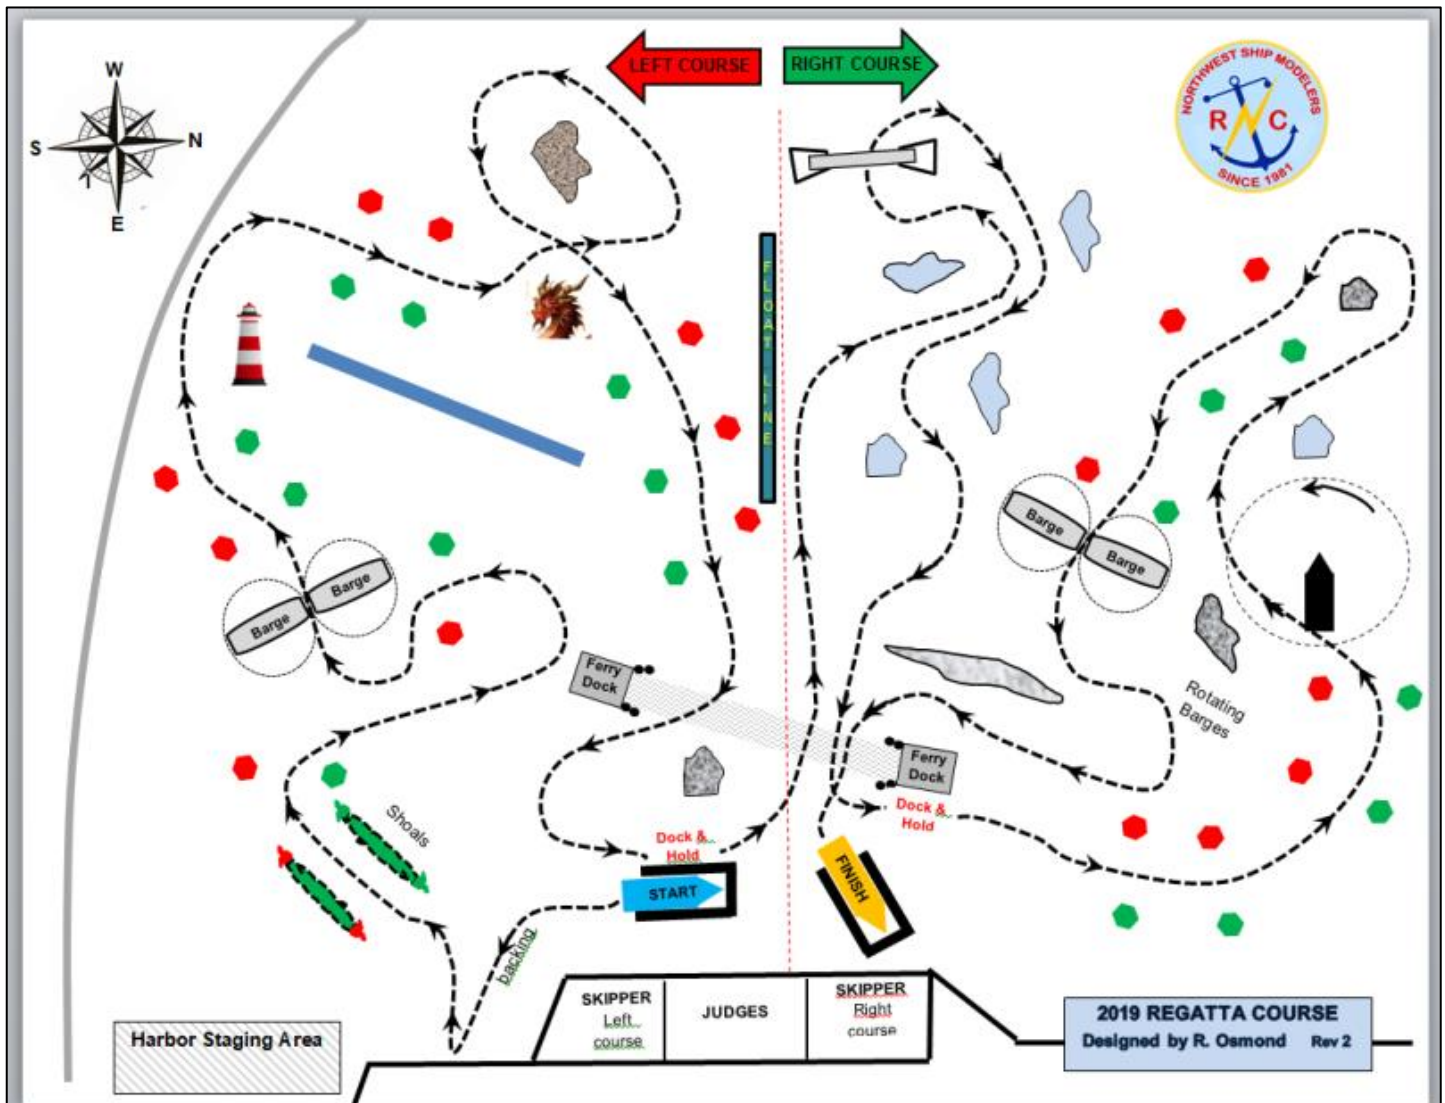 LEFT COURSE
RIGHT COURSE
NORTHWEST SHIP MODELERS
R C
SINCE 1981
W
S
N
E
FLOAT LINE
Barge
Barge
Barge
Barge
Rotating
Barges
Ferry
Dock
Ferry
Dock
Shoals
Dock &
Hold
Dock &
Hold
START
FINISH
backing
SKIPPER
Left
course
JUDGES
SKIPPER
Right
course
Harbor Staging Area
2019 REGATTA COURSE
Designed by R. Osmond Rev 2